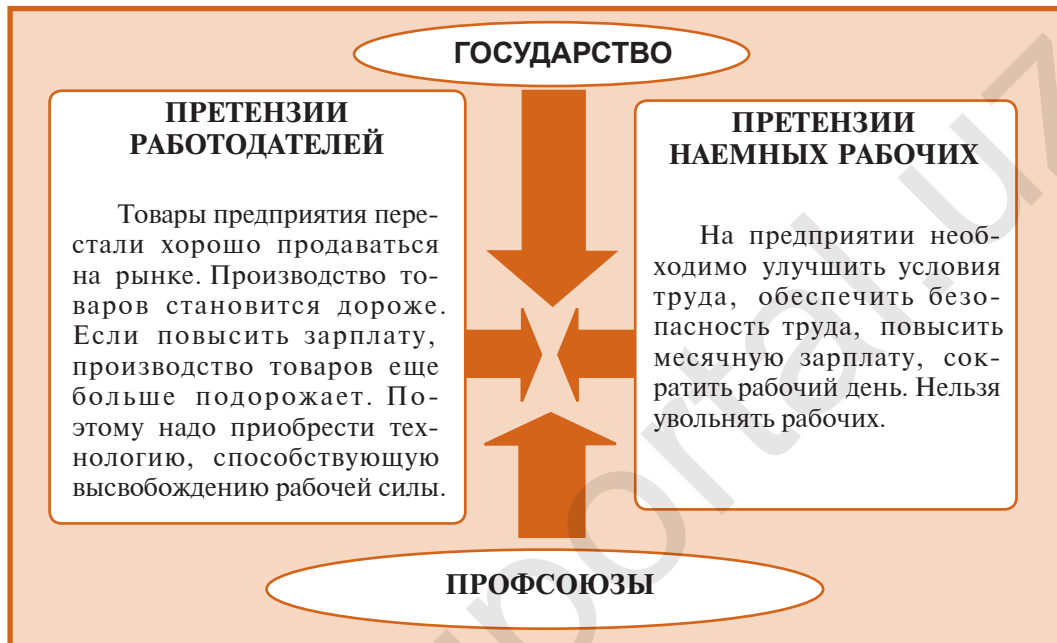 ГОСУДАРСТВО
ПРЕТЕНЗИИ
РАБОТОДАТЕЛЕЙ
Товары предприятия пере-
стали хорошо продаваться
на рынке. Производство то-
варов становится дороже.
Если повысить зарплату,
производство товаров еще
больше подорожает. По-
этому надо приобрести тех-
нологию, способствующую
высвобождению рабочей силы.
ПРЕТЕНЗИИ
НАЕМНЫХ РАБОЧИХ
На предприятии необ-
ходимо улучшить условия
труда, обеспечить безо-
пасность труда, повысить
месячную зарплату, сок-
ратить рабочий день. Нельзя
увольнять рабочих.
ПРОФСОЮЗЫ
portal.uz